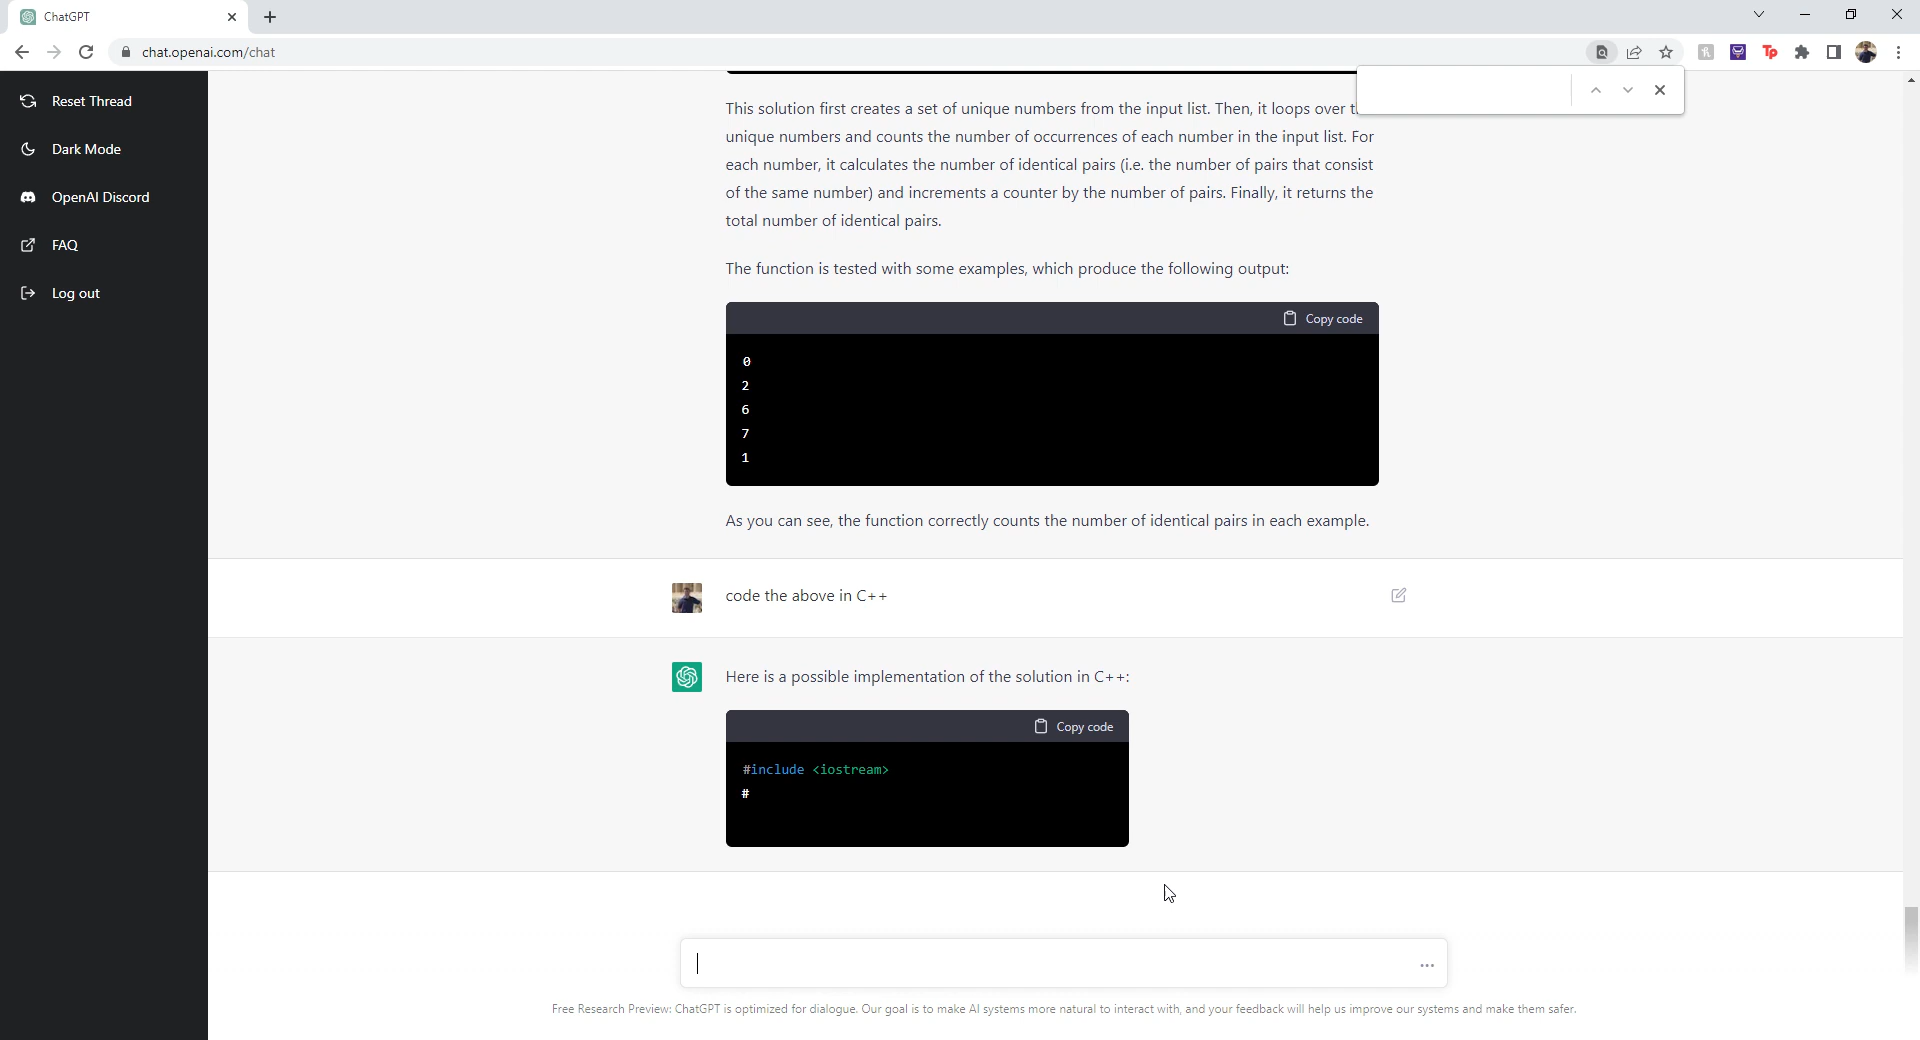 ChatGPT
chat.openai.com/chat
Reset Thread
Dark Mode
OpenAI Discord
FAQ
Log out
This solution first creates a set of unique numbers from the input list. Then, it loops over
unique numbers and counts the number of occurrences of each number in the input list. For
each number, it calculates the number of identical pairs (i.e. the number of pairs that consist
of the same number) and increments a counter by the number of pairs. Finally, it returns the
total number of identical pairs.
The function is tested with some examples, which produce the following output:
Copy code
0
2
6
7
1
As you can see, the function correctly counts the number of identical pairs in each example.
code the above in C++
Here is a possible implementation of the solution in C++:
Copy code
#include <iostream>
#
Free Research Preview: ChatGPT is optimized for dialogue. Our goal is to make AI systems more natural to interact with, and your feedback will help us improve our systems and make them safer.